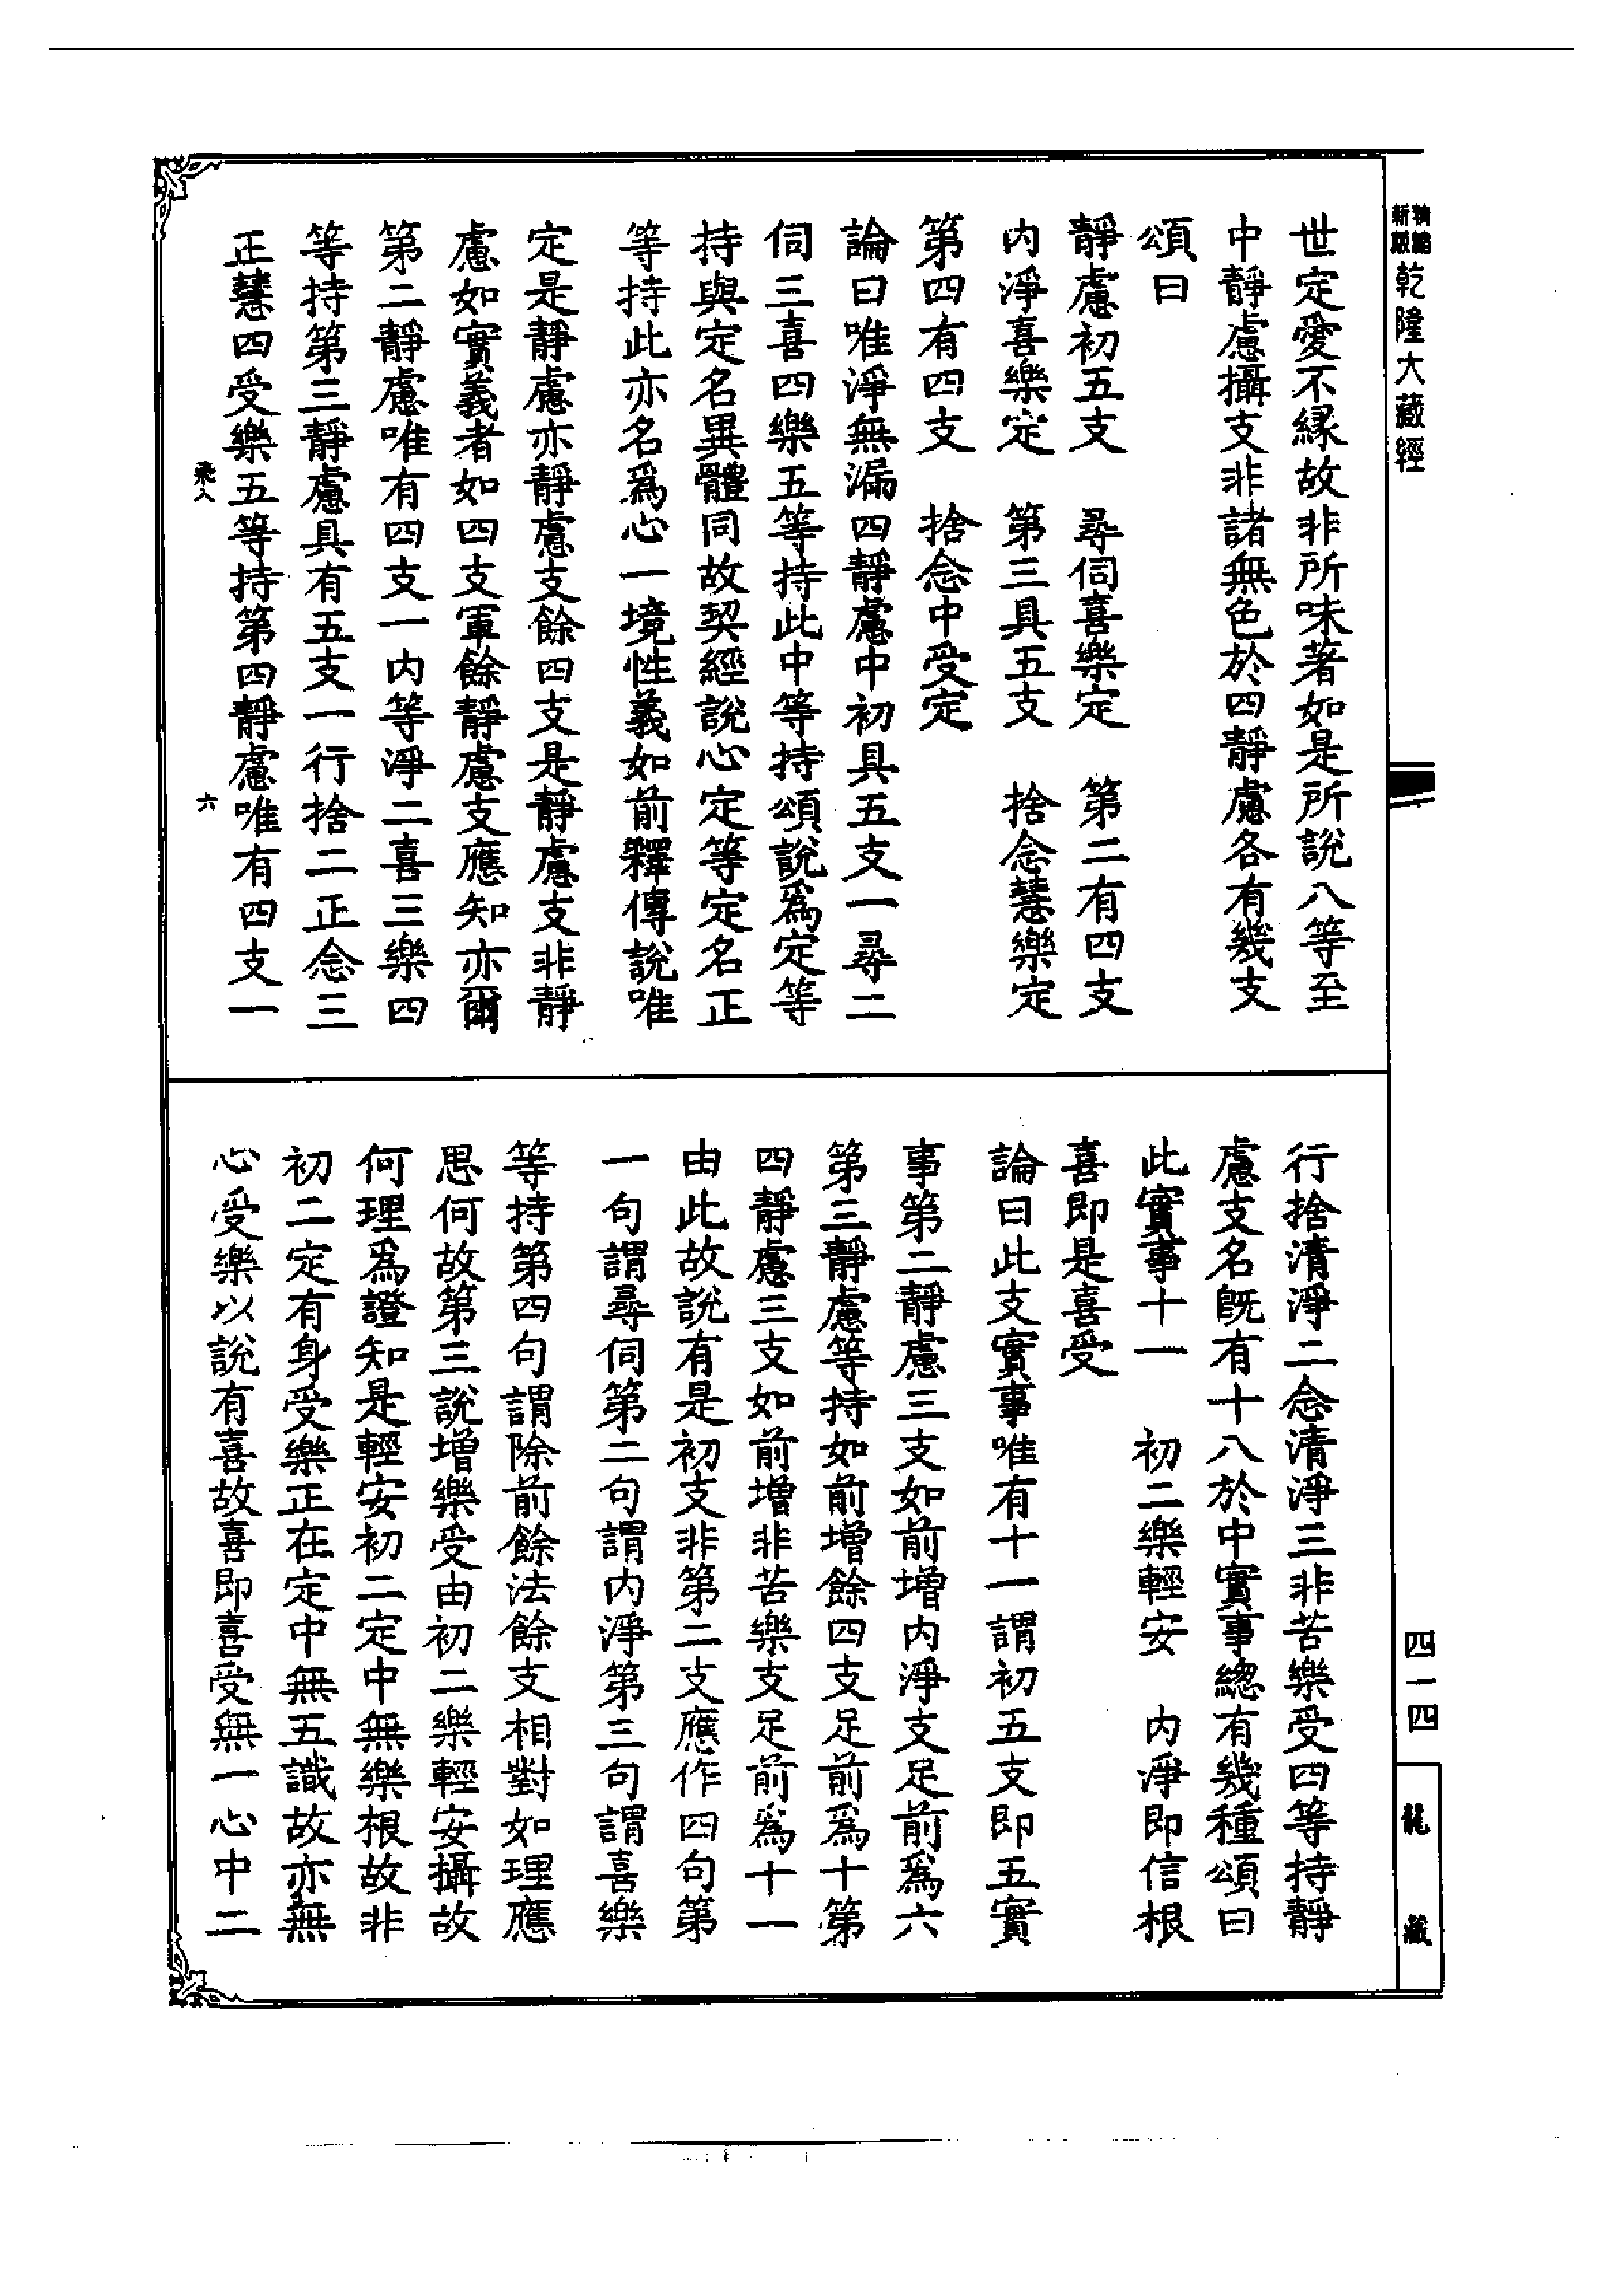 精縮新版乾隆大藏經
世定愛不緣故非所味著如是所說八等至
中靜慮攝支非諸無色於四靜慮各有幾支
頌曰
靜慮初五支　尋伺喜樂定　第二有四支
内淨喜樂定　第三具五支　捨念慧樂定
第四有四支　捨念中受定
論曰唯淨無漏四靜慮中初具五支一尋二
伺三喜四樂五等持此中等持頌說爲定等
持與定名異體同故契經說心定等定名正
等持此亦名爲心一境性義如前釋傳說唯
定是靜慮亦靜慮支餘四支是靜慮支非靜
慮如實義者如四支軍餘靜慮支應知亦爾
第二靜慮唯有四支一内等淨二喜三樂四
等持第三靜慮具有五支一行捨二正念三
正慧四受樂五等持第四靜慮唯有四支一
六
行捨清淨二念清淨三非苦樂受四等持靜
慮支名既有十八於中實事總有幾種頌曰
此實事十一　初二樂輕安　内淨即信根
喜即是喜受
論曰此支實事唯有十一謂初五支即五實
事第二靜慮三支如前增内淨支足前爲六
第三靜慮等持如前增餘四支足前爲十第
四靜慮三支如前增非苦樂支足前爲十一
由此故說有是初支非第二支應作四句第
一句謂尋伺第二句謂内淨第三句謂喜樂
等持第四句謂除前餘法餘支相對如理應
思何故第三說增樂受由初二樂輕安攝故
何理爲證知是輕安初二定中無樂根故非
初二定有身受樂正在定中無五識故亦無
心受樂以說有喜故喜即喜受無一心中二
四一四
龍藏